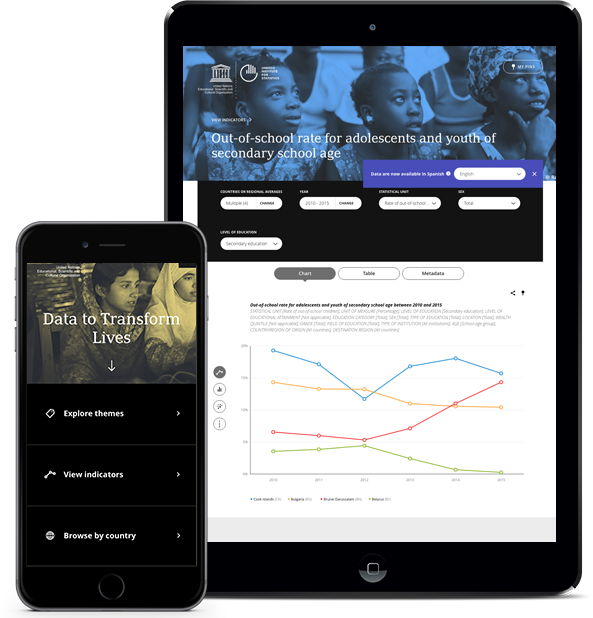 United Nations
Educational, Scientific and
Cultural Organization
UNESCO
INSTITUTE
FOR
STATISTICS
MY PINS
VIEW INDICATORS
Out-of-school rate for adolescents and youth of
secondary school age
Data are now available in Spanish
English
COUNTRIES OR REGIONAL AVERAGES
YEAR
STATISTICAL UNIT
SEX
Multiple (4) CHANGE
2010 - 2015 CHANGE
Rate of out-of-school ...
Total
LEVEL OF EDUCATION
Secondary education
Chart
Table
Metadata
Out-of-school rate for adolescents and youth of secondary school age between 2010 and 2015
STATISTICAL UNIT [Rate of out-of-school children], UNIT OF MEASURE [Percentage], LEVEL OF EDUCATION [Secondary education], LEVEL OF
EDUCATIONAL ATTAINMENT [Not applicable], EDUCATION CATEGORY [Total], SEX [Total], TYPE OF EDUCATION [Total], LOCATION [Total], WEALTH
QUINTILE [Not applicable], GRADE [Total], FIELD OF EDUCATION [Total], TYPE OF INSTITUTION [All institutions], AGE [School age group],
COUNTRY/REGION OF ORIGIN [All countries], DESTINATION REGION [All countries]
20%
15%
10%
5%
0%
2010 2011 2012 2013 2014 2015
Cook Islands
Bulgaria
Brunei Darussalam
Belarus
United Nations
Educational, Scientific and
Cultural Organization
Data to Transform
Lives
Explore themes
View indicators
Browse by country